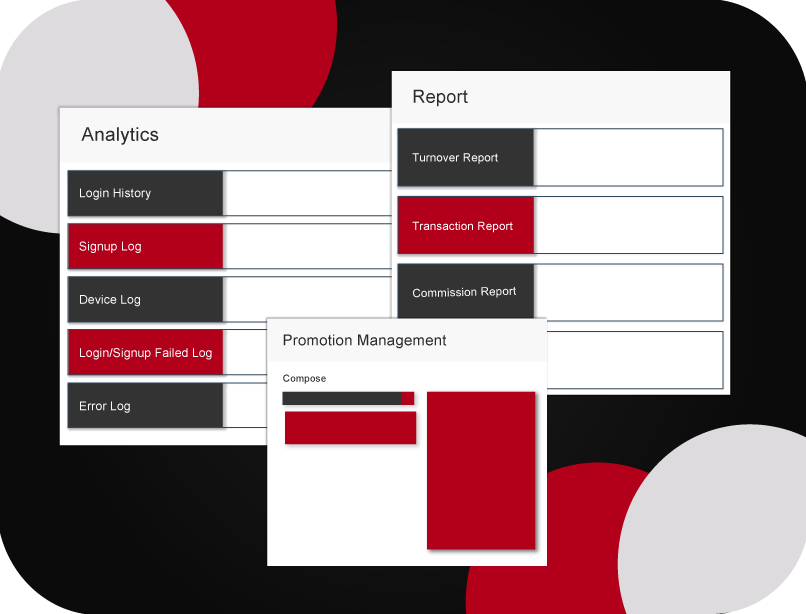 Analytics
Login History
Signup Log
Device Log
Login/Signup Failed Log
Error Log
Report
Turnover Report
Transaction Report
Commission Report
Promotion Management
Compose